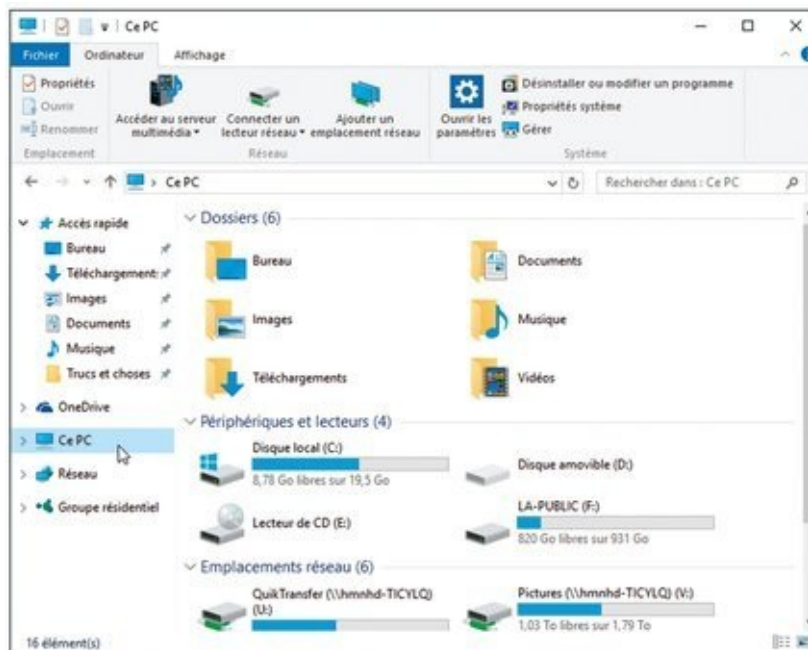 Ce PC
Fichier Ordinateur Affichage
Propriétés
Ouvrir
Renommer
Emplacement
Accéder au serveur
multimédia
Connecter un
lecteur réseau
Ajouter un
emplacement réseau
Réseau
Ouvrir les
paramètres
Désinstaller ou modifier un programme
Propriétés système
Gérer
Système
Ce PC
Rechercher dans : Ce PC
Accès rapide
Bureau
Téléchargement
Images
Documents
Musique
Trucs et choses
OneDrive
Ce PC
Réseau
Groupe résidentiel
Dossiers (6)
Bureau
Documents
Images
Musique
Téléchargements
Vidéos
Périphériques et lecteurs (4)
Disque local (C:)
8,78 Go libres sur 19,5 Go
Disque amovible (D:)
Lecteur de CD (E:)
LA-PUBLIC (F:)
820 Go libres sur 931 Go
Emplacements réseau (6)
QuikTransfer (\\hmnhd-TICYLQ)
(U:)
Pictures (\\hmnhd-TICYLQ) (V:)
1,03 To libres sur 1,79 To
16 élément(s)